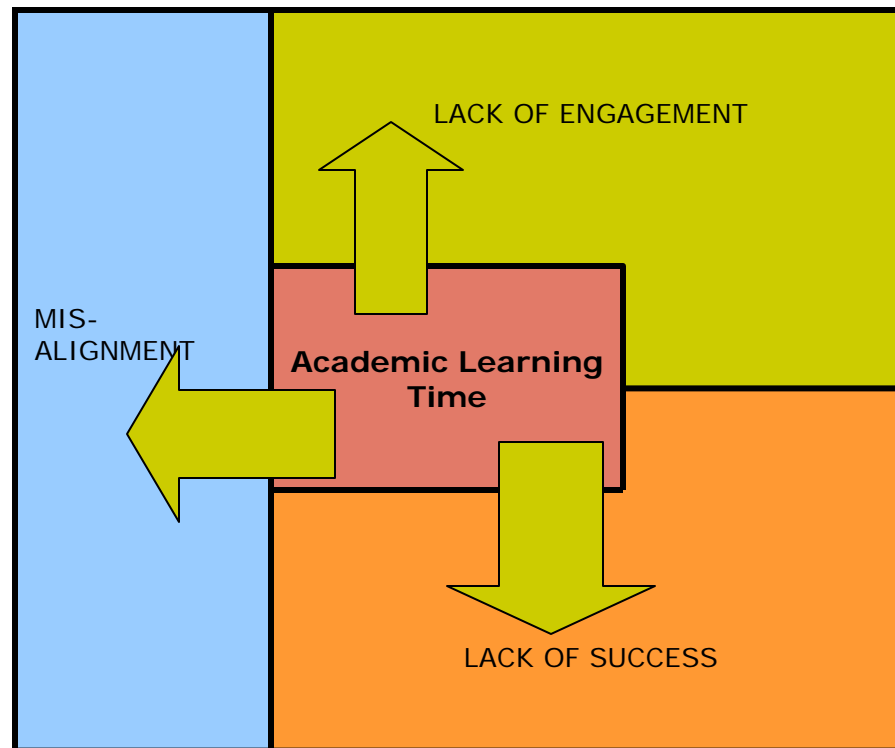 LACK OF ENGAGEMENT
MIS-
ALIGNMENT
Academic Learning
Time
LACK OF SUCCESS